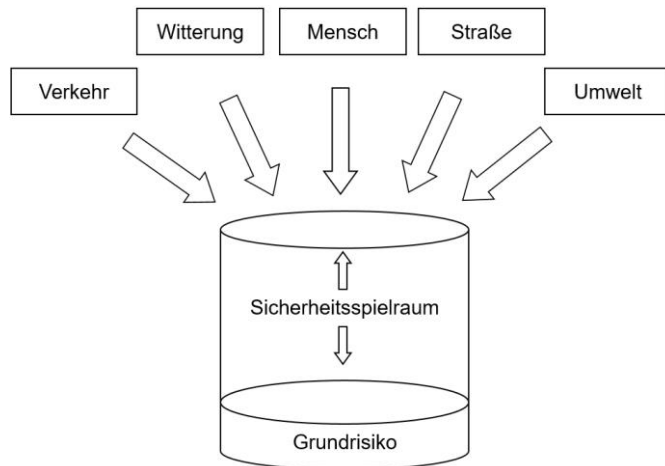 Witterung
Mensch
Straße
Verkehr
Umwelt
Sicherheitsspielraum
Grundrisiko